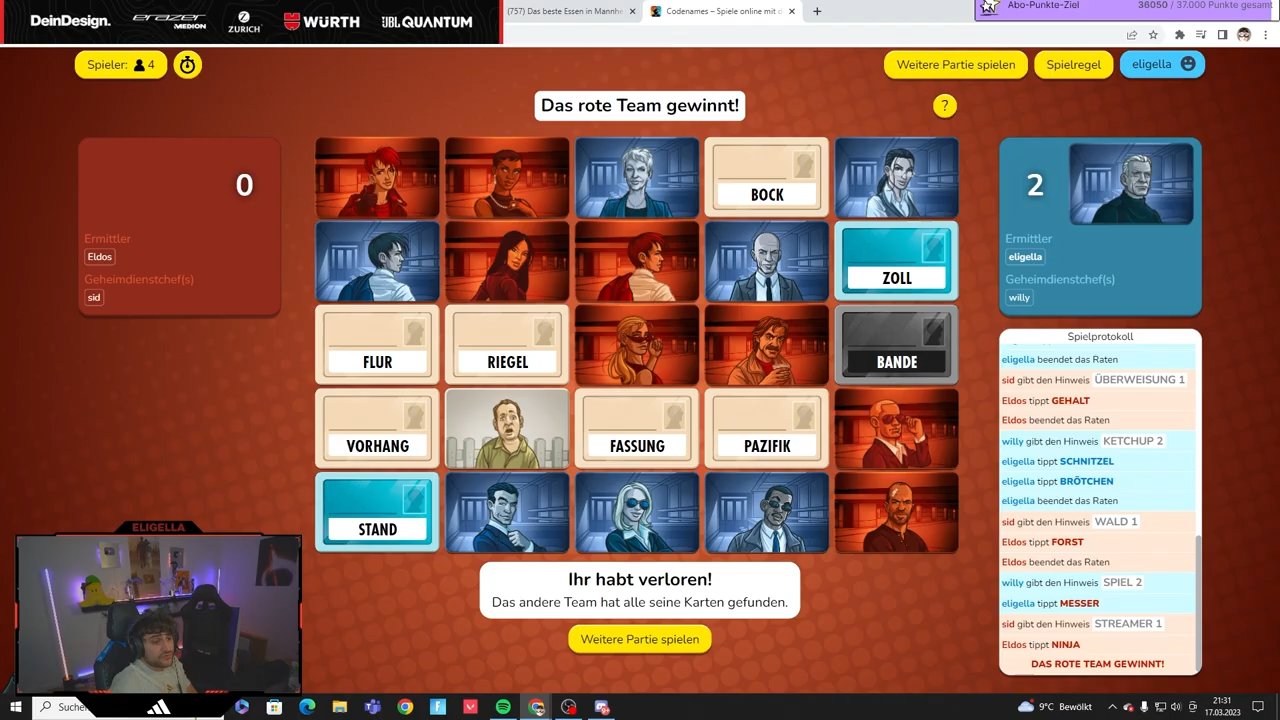 DeinDesign.
erazer
MEDION
ZURICH
WÜRTH
JBL QUANTUM
(757) Das beste Essen in Mannhe
Codenames – Spiele online mit d
Abo-Punkte-Ziel
36050 / 37.000 Punkte gesamt
Spieler: 4
Weitere Partie spielen
Spielregel
eligella
Das rote Team gewinnt!
?
0
Ermittler
Eldos
Geheimdienstchef(s)
sid
BOCK
ZOLL
FLUR
RIEGEL
BANDE
VORHANG
FASSUNG
PAZIFIK
STAND
2
Ermittler
eligella
Geheimdienstchef(s)
willy
Spielprotokoll
eligella beendet das Raten
sid gibt den Hinweis ÜBERWEISUNG 1
Eldos tippt GEHALT
Eldos beendet das Raten
willy gibt den Hinweis KETCHUP 2
eligella tippt SCHNITZEL
eligella tippt BRÖTCHEN
eligella beendet das Raten
sid gibt den Hinweis WALD 1
Eldos tippt FORST
Eldos beendet das Raten
willy gibt den Hinweis SPIEL 2
eligella tippt MESSER
sid gibt den Hinweis STREAMER 1
Eldos tippt NINJA
DAS ROTE TEAM GEWINNT!
Ihr habt verloren!
Das andere Team hat alle seine Karten gefunden.
Weitere Partie spielen
ELIGELLA
Suche
9°C Bewölkt
21:31
17.03.2023